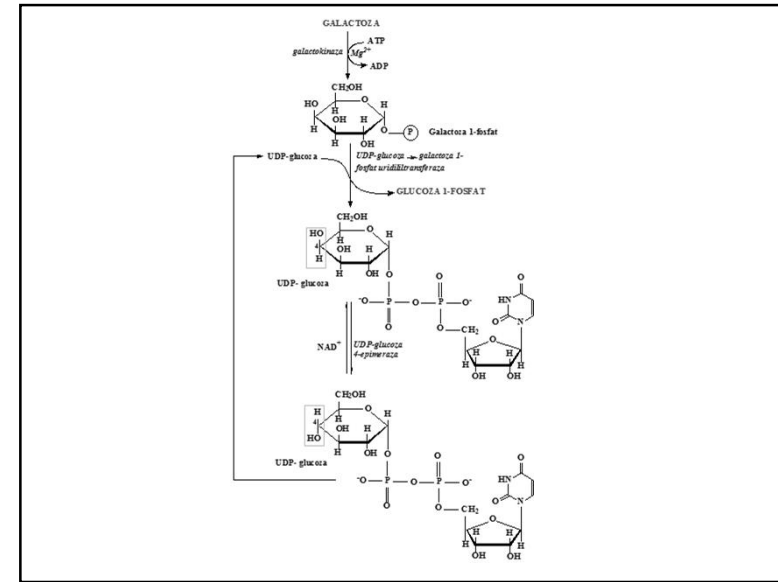 GALACTOZA
ATP
galactokinaza
Mg2+
ADP
CH2OH
HO
O
H
H
OH
H
H
O
P
Galactoza 1-fosfat
H
OH
UDP-glucoza
UDP-glucoza → galactoza 1-
fosfat uridililtransferaza
GLUCOZA 1-FOSFAT
CH2OH
HO
O
H
4
H
OH
H
H
H
OH
O
UDP- glucoza
O
O
-O
P
O
P
O-
O
O
CH2
HN
O
O
N
O
H
H
H
H
OH
OH
NAD+
UDP-glucoza
4-epimeraza
CH2OH
H
O
H
4
H
OH
H
HO
H
OH
O
UDP- glucoza
O
O
-O
P
O
P
O-
O
O
CH2
HN
O
O
N
O
H
H
H
H
OH
OH